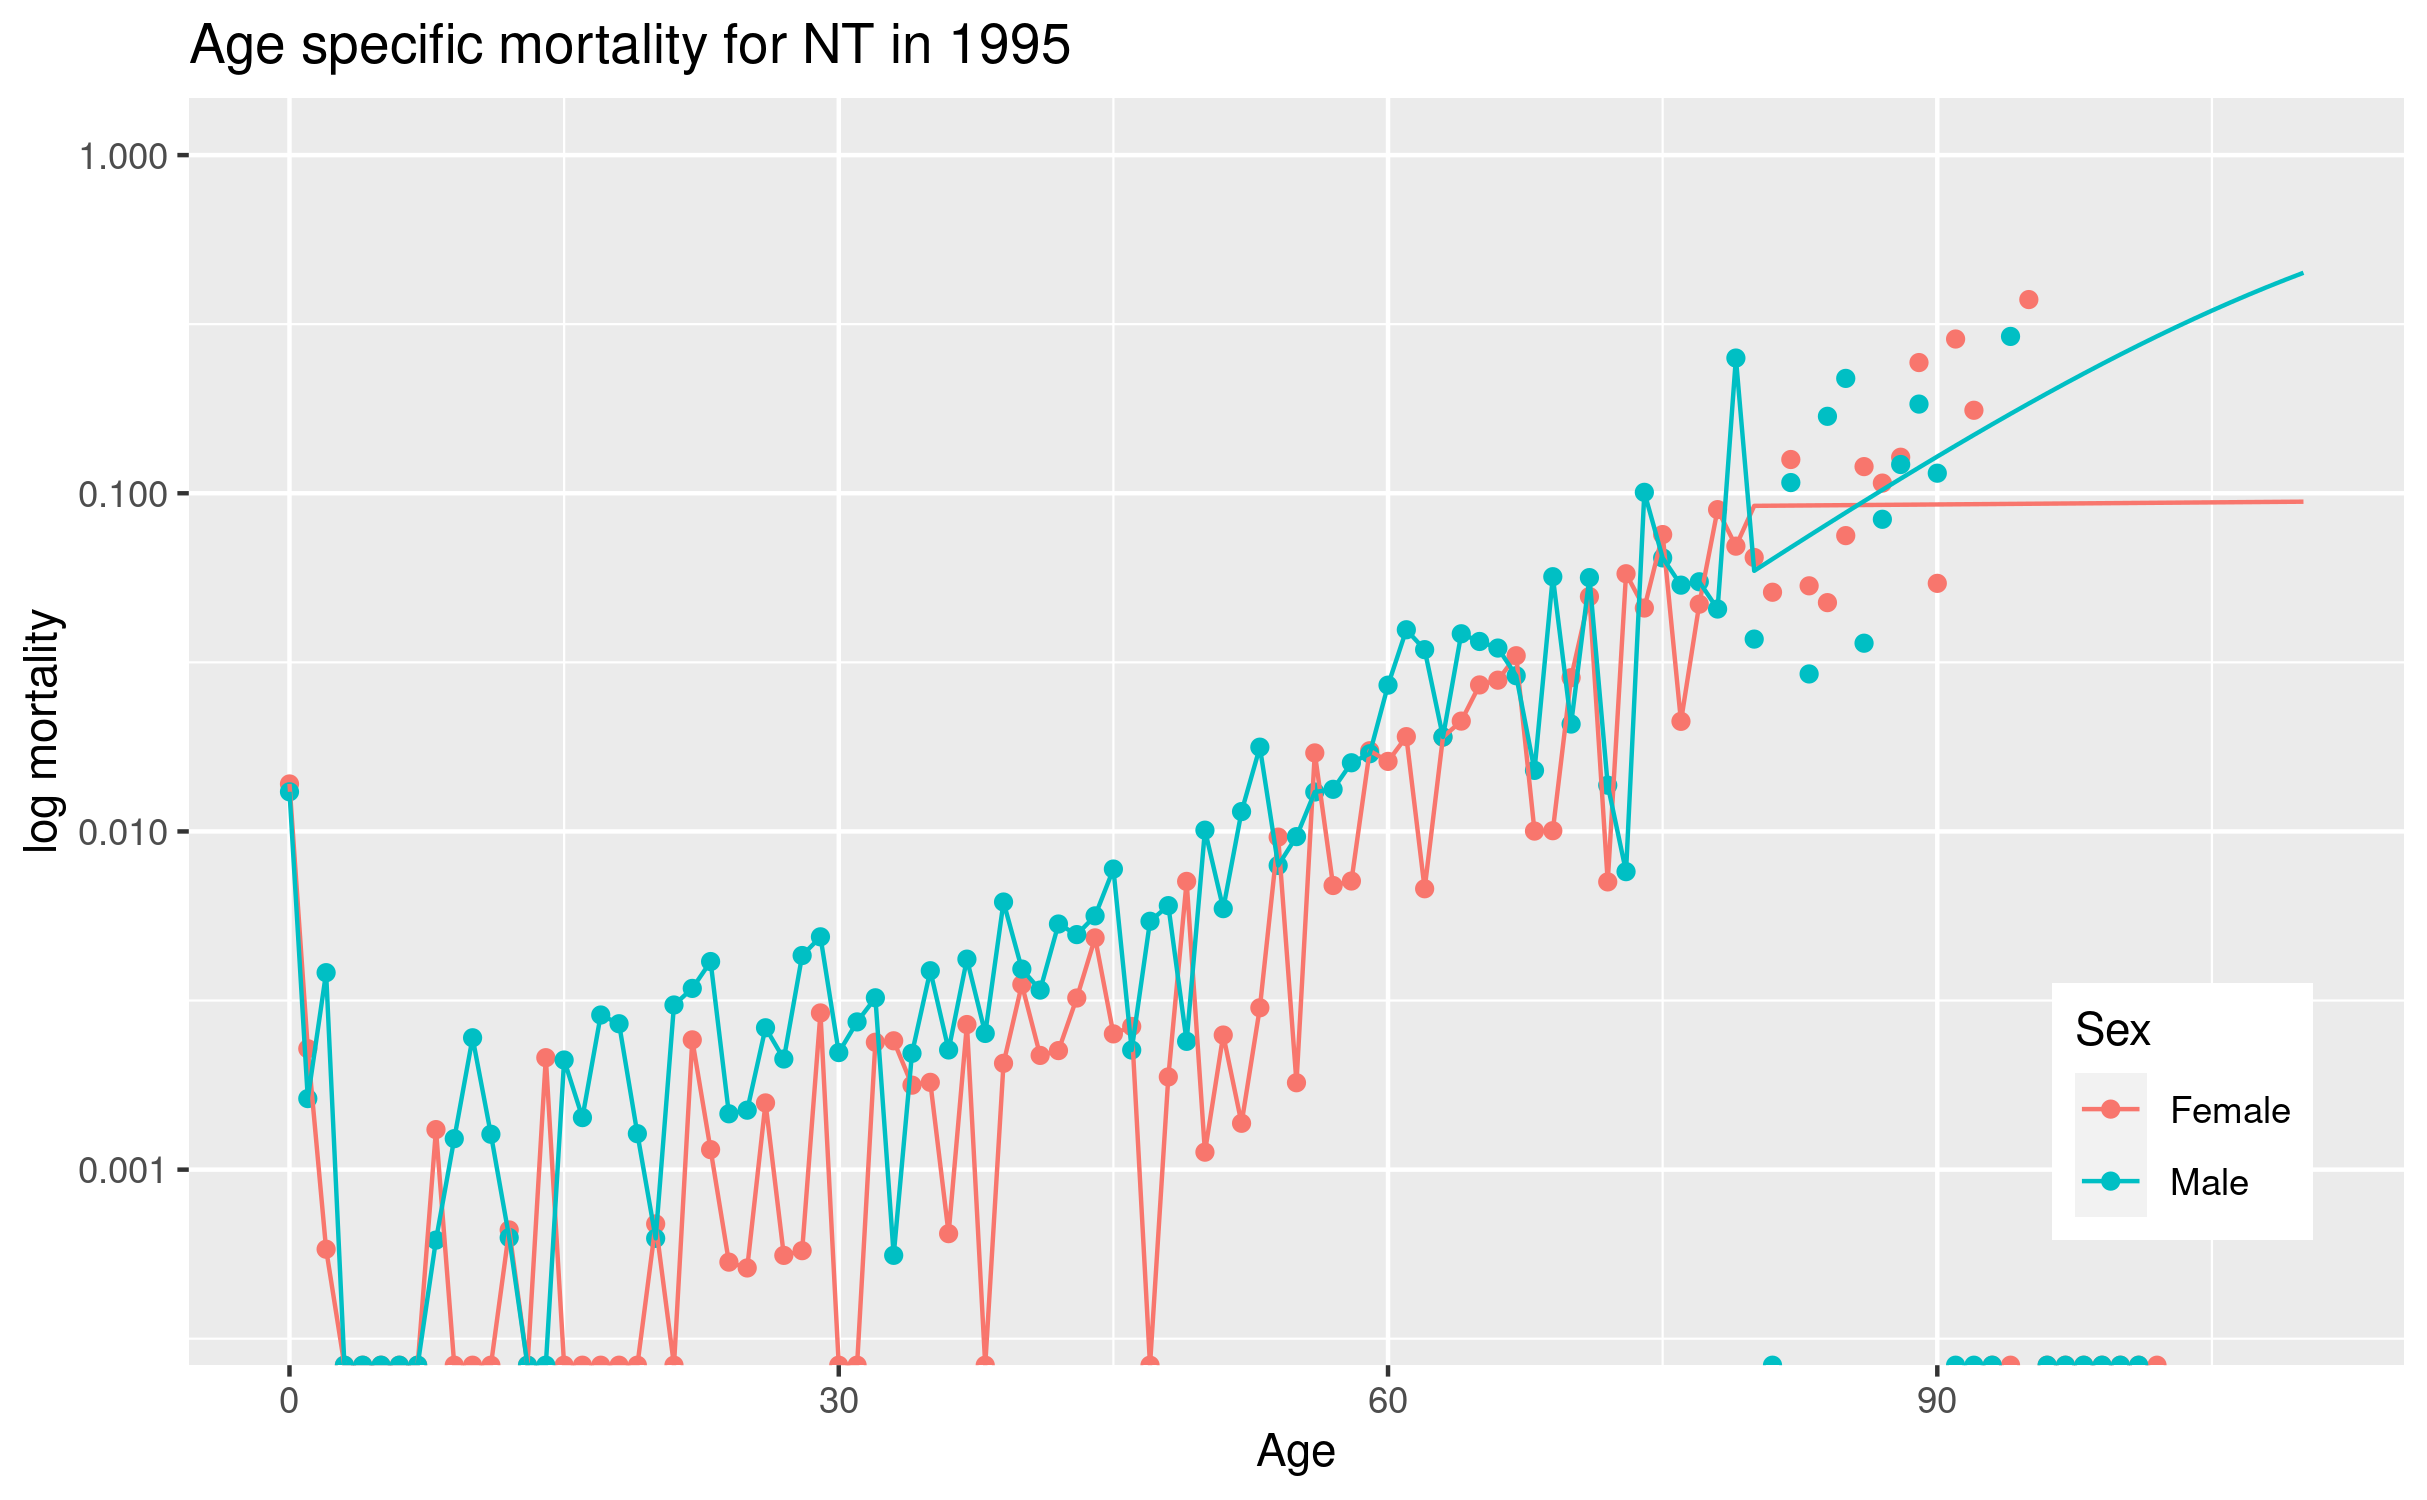 Age specific mortality for NT in 1995
log mortality
1.000
0.100
0.010
0.001
0
30
60
90
Age
Sex
Female
Male